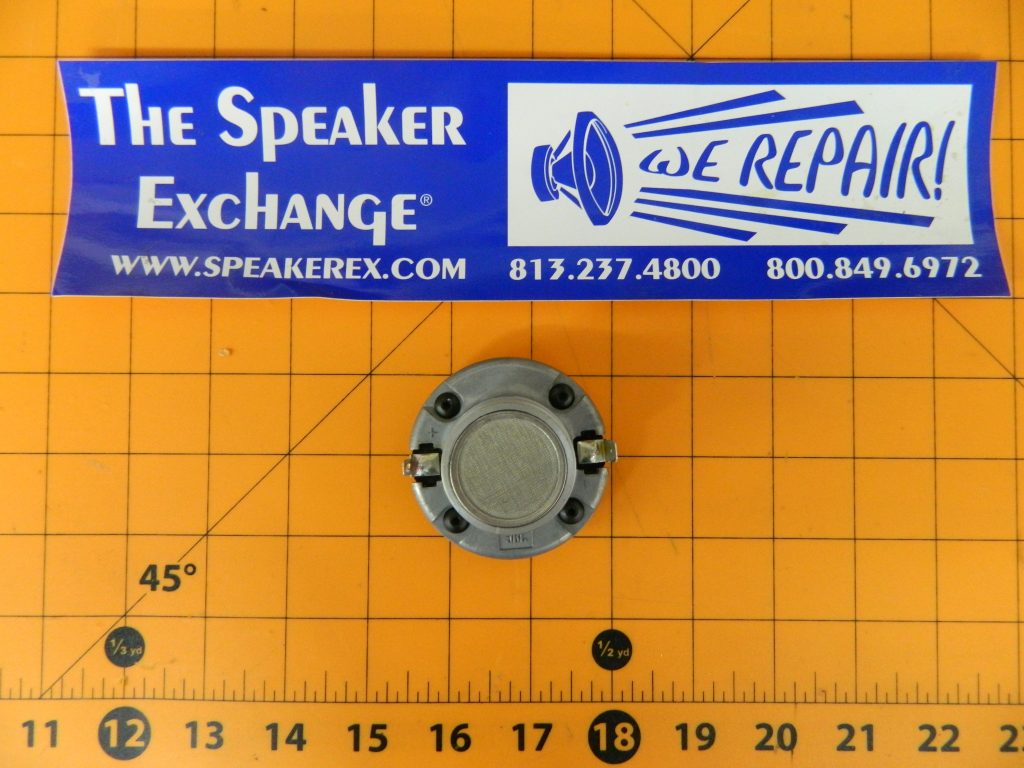 The Speaker
Exchange®
WE REPAIR!
www.speakerex.com 813.237.4800 800.849.6972
+
45°
1/3 yd 1/2 yd
11 12 13 14 15 16 17 18 19 20 21 22